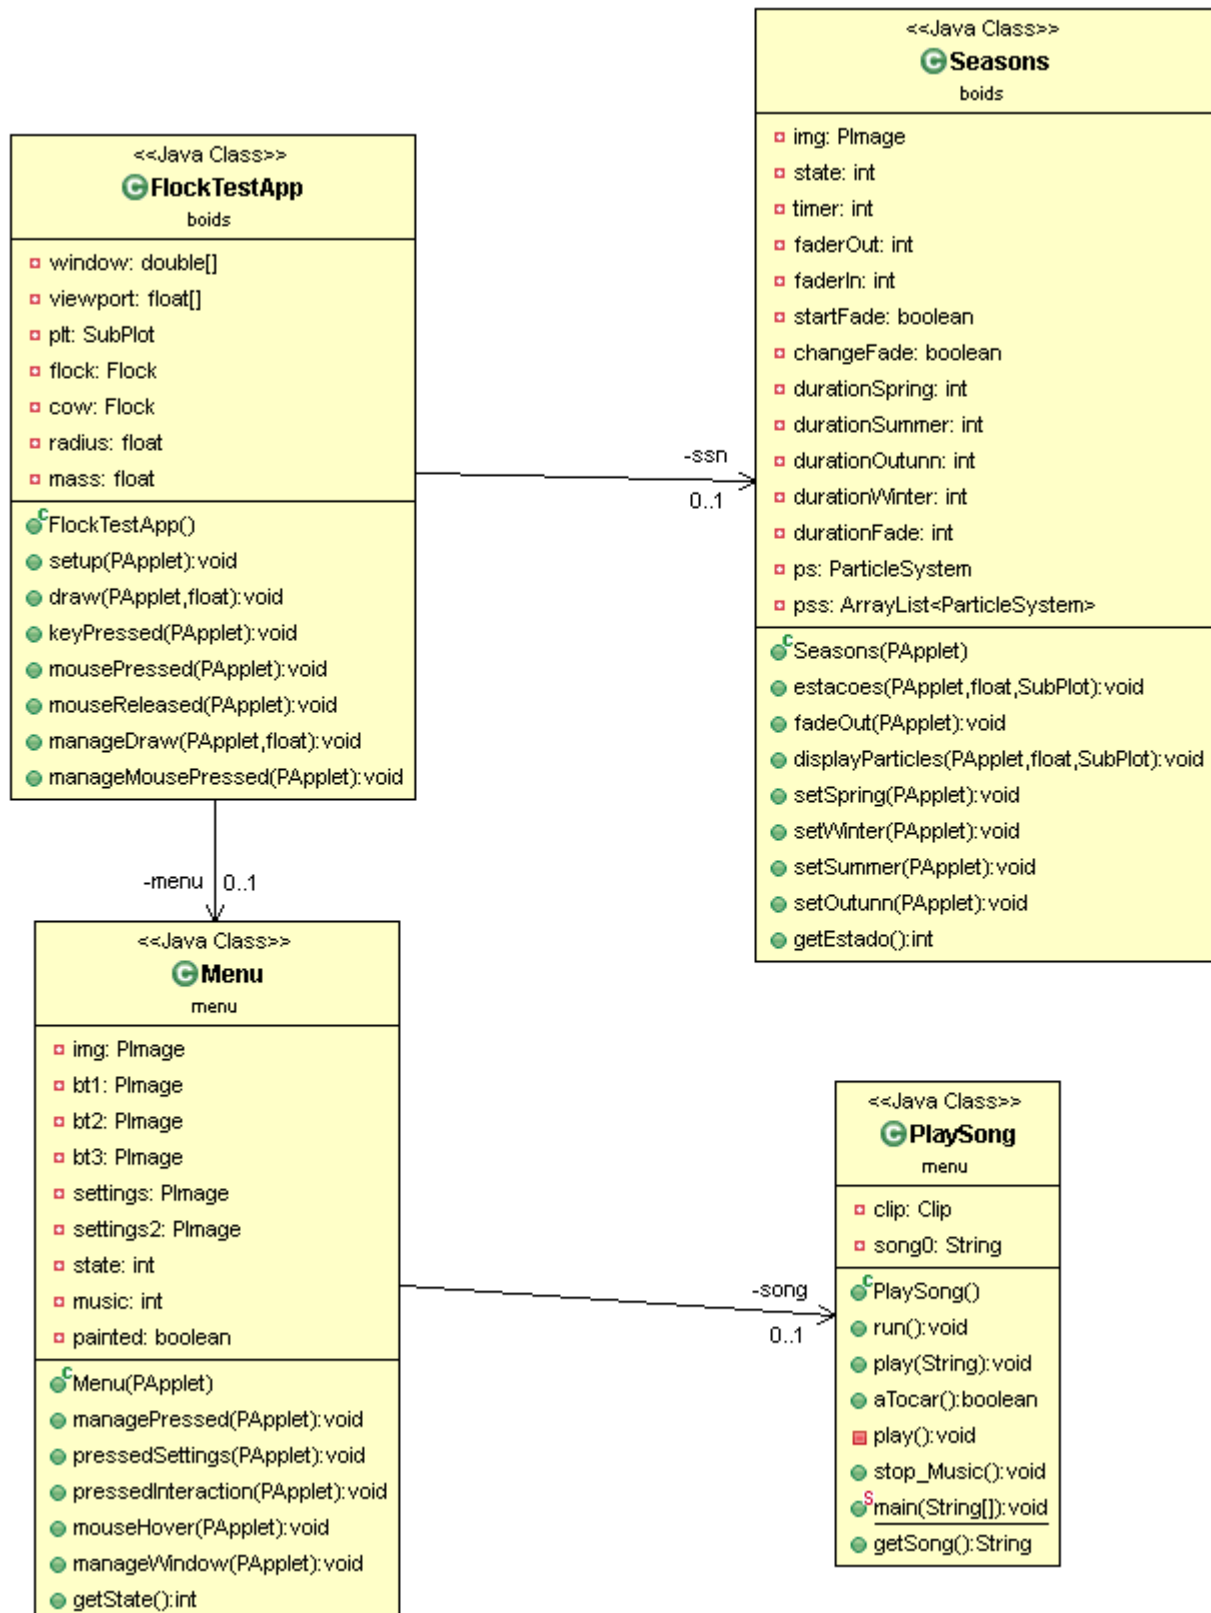 <<Java Class>>
FlockTestApp
boids
window: double[]
viewport: float[]
plt: SubPlot
flock: Flock
cow: Flock
radius: float
mass: float
FlockTestApp()
setup(PApplet):void
draw(PApplet,float):void
keyPressed(PApplet):void
mousePressed(PApplet):void
mouseReleased(PApplet):void
manageDraw(PApplet,float):void
manageMousePressed(PApplet):void
-ssn
0..1
<<Java Class>>
Seasons
boids
img: PImage
state: int
timer: int
faderOut: int
faderIn: int
startFade: boolean
changeFade: boolean
durationSpring: int
durationSummer: int
durationOutunn: int
durationWinter: int
durationFade: int
ps: ParticleSystem
pss: ArrayList<ParticleSystem>
Seasons(PApplet)
estacoes(PApplet,float,SubPlot):void
fadeOut(PApplet):void
displayParticles(PApplet,float,SubPlot):void
setSpring(PApplet):void
setWinter(PApplet):void
setSummer(PApplet):void
setOutunn(PApplet):void
getEstado():int
-menu 0..1
<<Java Class>>
Menu
menu
img: PImage
bt1: PImage
bt2: PImage
bt3: PImage
settings: PImage
settings2: PImage
state: int
music: int
painted: boolean
Menu(PApplet)
managePressed(PApplet):void
pressedSettings(PApplet):void
pressedInteraction(PApplet):void
mouseHover(PApplet):void
manageWindow(PApplet):void
getState():int
-song
0..1
<<Java Class>>
PlaySong
menu
clip: Clip
song0: String
PlaySong()
run():void
play(String):void
aTocar():boolean
play():void
stop_Music():void
main(String[]):void
getSong():String